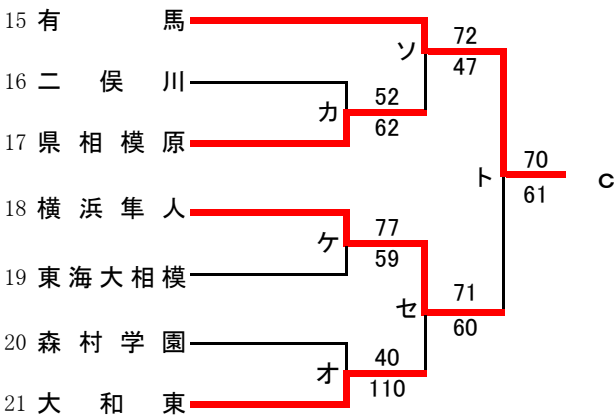 15 有馬
72
ソ
47
16 二俣川
52
カ
62
17 県相模原
70
ト
C
61
18 横浜隼人
77
ケ
59
19 東海大相模
71
セ
60
20 森村学園
40
オ
110
21 大和東